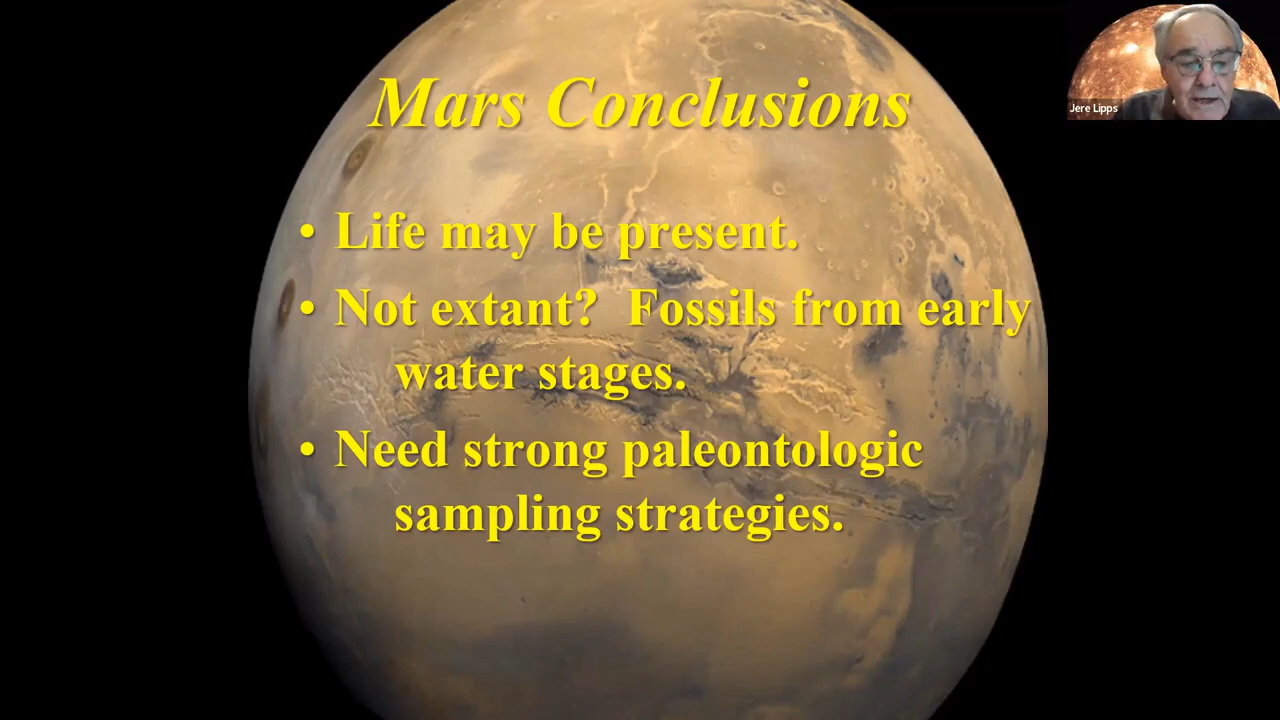 Mars Conclusions
• Life may be present.
• Not extant? Fossils from early
water stages.
• Need strong paleontologic
sampling strategies.
Jere Lipps